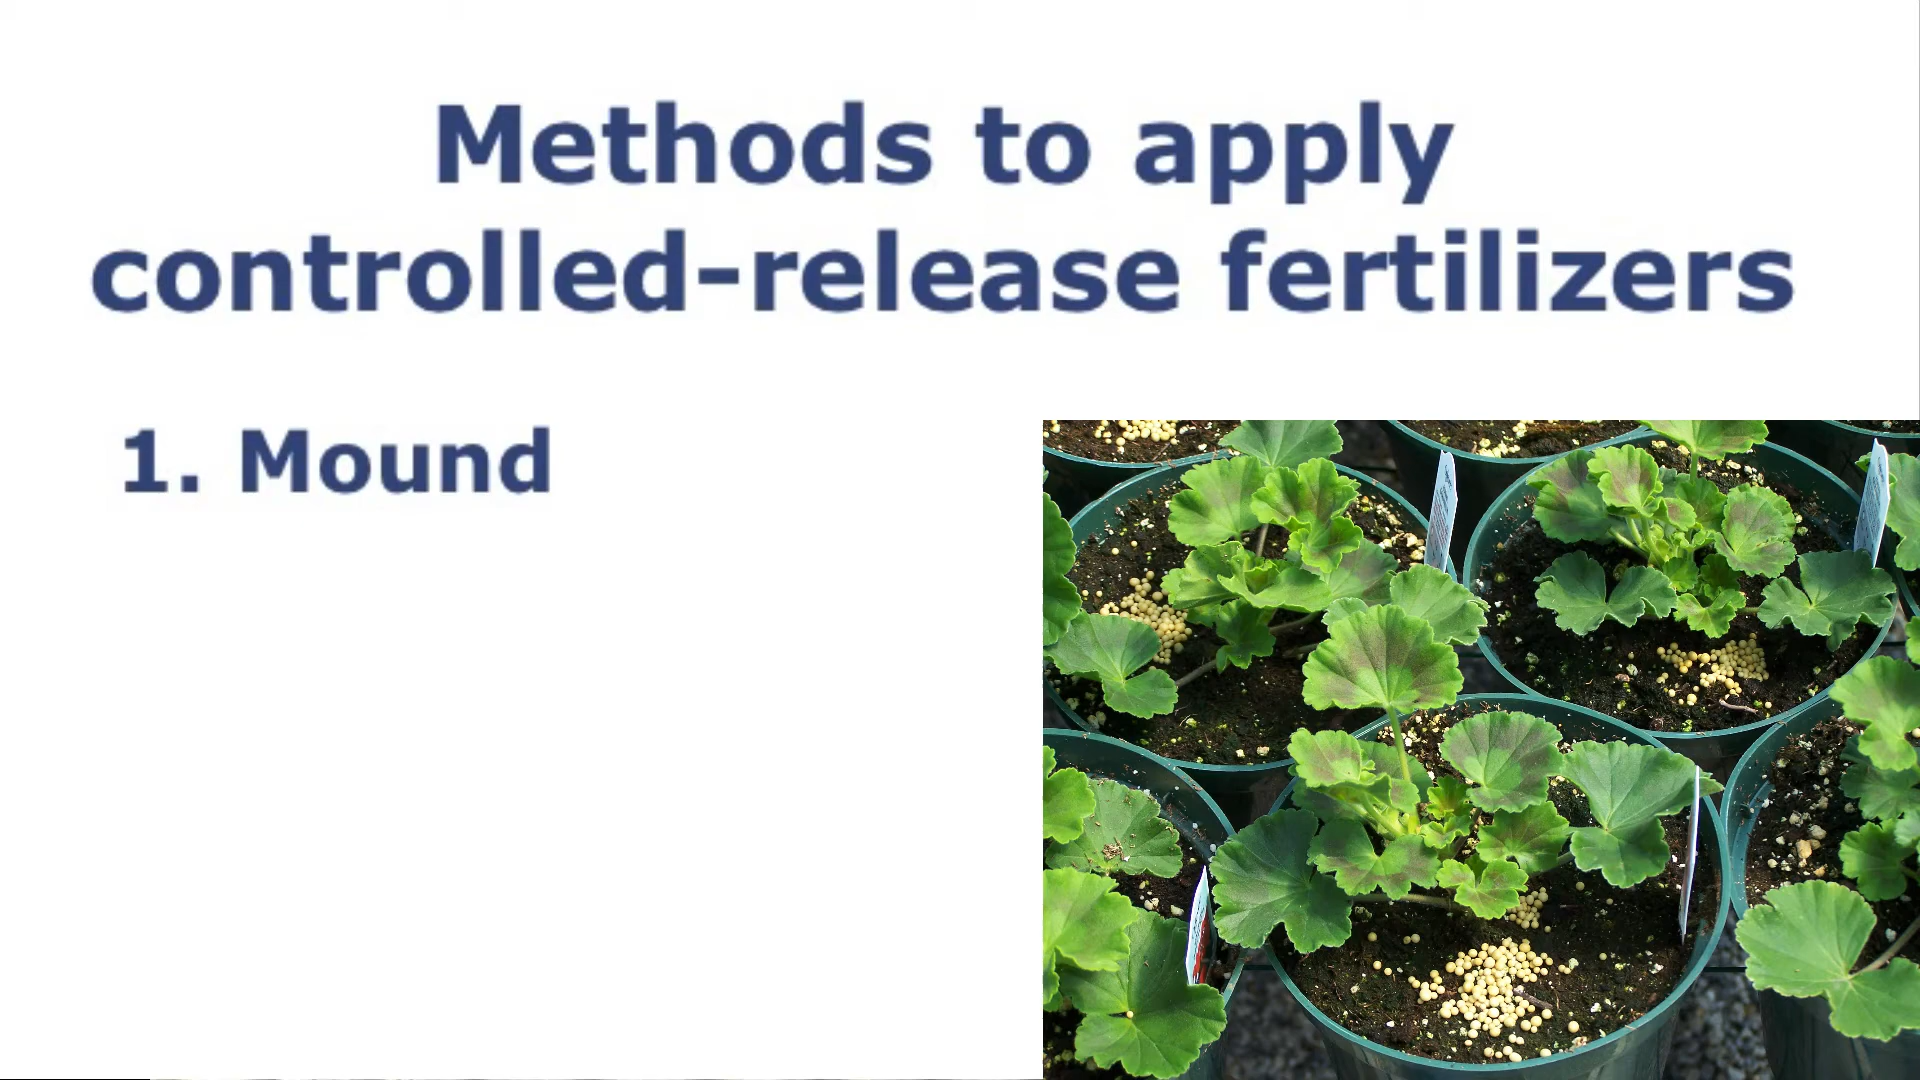 Methods to apply
controlled-release fertilizers
1. Mound